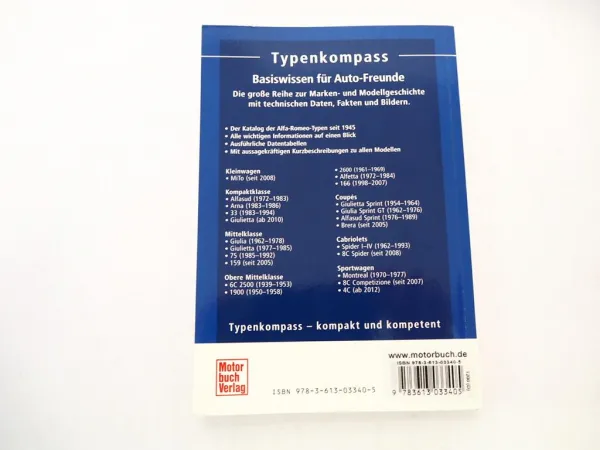 Typenkompass
Basiswissen für Auto-Freunde
Die große Reihe zur Marken- und Modellgeschichte
mit technischen Daten, Fakten und Bildern.
• Der Katalog der Alfa-Romeo-Typen seit 1945
• Alle wichtigen Informationen auf einen Blick
• Ausführliche Datentabellen
• Mit aussagekräftigen Kurzbeschreibungen zu allen Modellen
Kleinwagen
• MiTo (seit 2008)
Kompaktklasse
• Alfasud (1972–1983)
• Arna (1983–1986)
• 33 (1983–1994)
• Giulietta (ab 2010)
Mittelklasse
• Giulia (1962–1978)
• Giulietta (1977–1985)
• 75 (1985–1992)
• 159 (seit 2005)
Obere Mittelklasse
• 6C 2500 (1939–1953)
• 1900 (1950–1958)
• 2600 (1961–1969)
• Alfetta (1972–1984)
• 166 (1998–2007)
Coupés
• Giulietta Sprint (1954–1964)
• Giulia Sprint GT (1962–1976)
• Alfasud Sprint (1976–1989)
• Brera (seit 2005)
Cabriolets
• Spider I–IV (1962–1993)
• 8C Spider (seit 2008)
Sportwagen
• Montreal (1970–1977)
• 8C Competizione (seit 2007)
• 4C (ab 2012)
Typenkompass – kompakt und kompetent
Motor
buch
Verlag
ISBN 978-3-613-03340-5
www.motorbuch.de
ISBN 978-3-613-03340-5
9 783613 033405